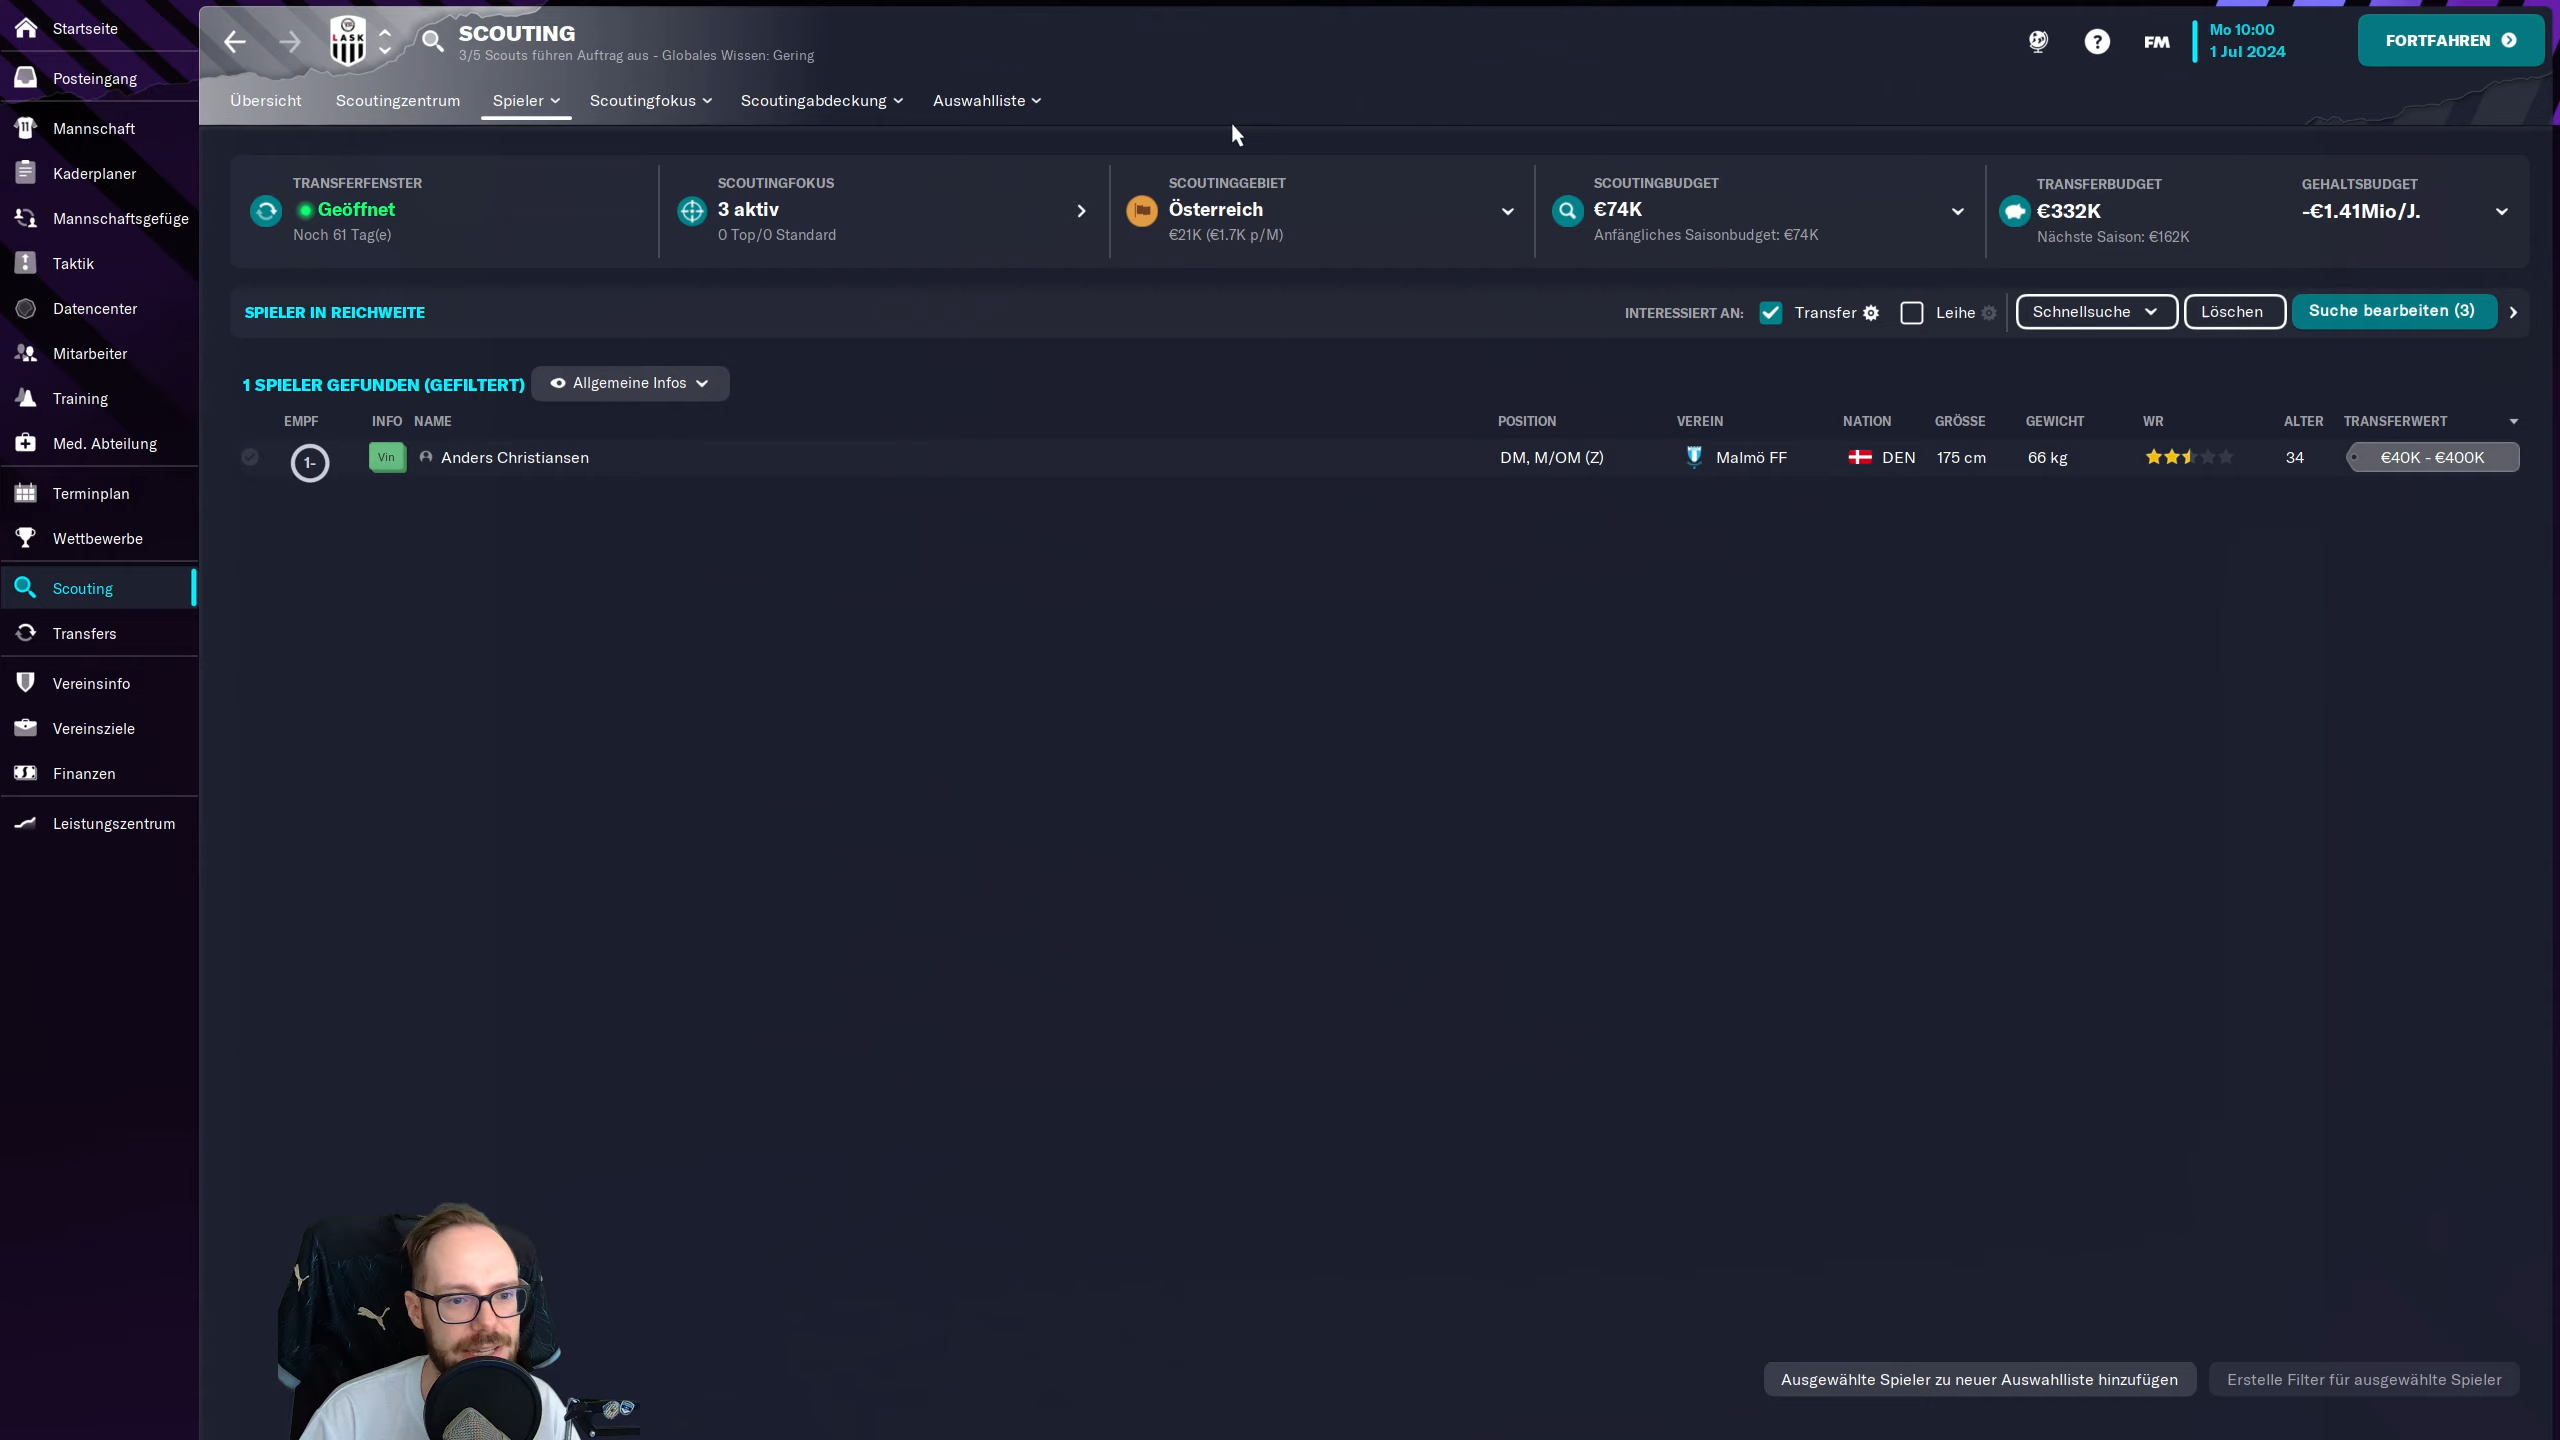 Startseite
Posteingang
Mannschaft
Kaderplaner
Mannschaftsgefüge
Taktik
Datencenter
Mitarbeiter
Training
Med. Abteilung
Terminplan
Wettbewerbe
Scouting
Transfers
Vereinsinfo
Vereinsziele
Finanzen
Leistungszentrum
LASK
SCOUTING
3/5 Scouts führen Auftrag aus - Globales Wissen: Gering
FM
Mo 10:00
1 Jul 2024
FORTFAHREN
Übersicht Scoutingzentrum Spieler Scoutingfokus Scoutingabdeckung Auswahlliste
TRANSFERFENSTER
Geöffnet
Noch 61 Tag(e)
SCOUTINGFOKUS
3 aktiv
0 Top/0 Standard
SCOUTINGGEBIET
Österreich
€21K (€1.7K p/M)
SCOUTINGBUDGET
€74K
Anfängliches Saisonbudget: €74K
TRANSFERBUDGET
€332K
Nächste Saison: €162K
GEHALTSBUDGET
-€1.41Mio/J.
SPIELER IN REICHWEITE
INTERESSIERT AN: Transfer Leihe Schnellsuche Löschen Suche bearbeiten (3)
1 SPIELER GEFUNDEN (GEFILTERT) Allgemeine Infos
EMPF INFO NAME POSITION VEREIN NATION GRÖSSE GEWICHT WR ALTER TRANSFERWERT
1- Vin Anders Christiansen DM, M/OM (Z) Malmö FF DEN 175 cm 66 kg 34 €40K - €400K
Ausgewählte Spieler zu neuer Auswahlliste hinzufügen Erstelle Filter für ausgewählte Spieler